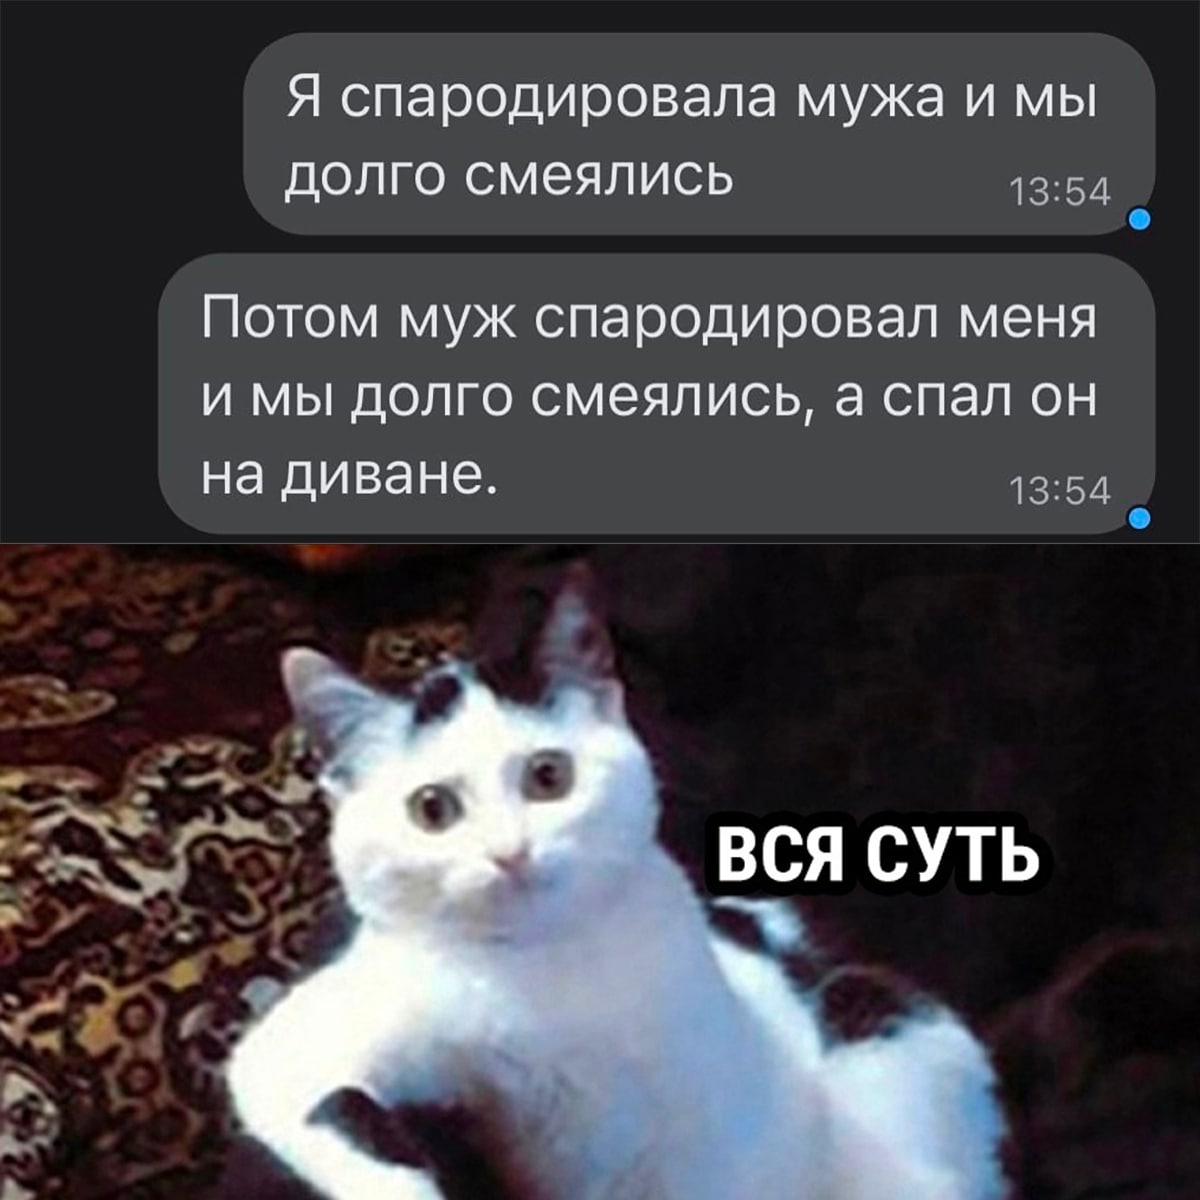 Я спародировала мужа и мы
долго смеялись
13:54
Потом муж спародировал меня
и мы долго смеялись, а спал он
на диване.
13:54
ВСЯ СУТЬ